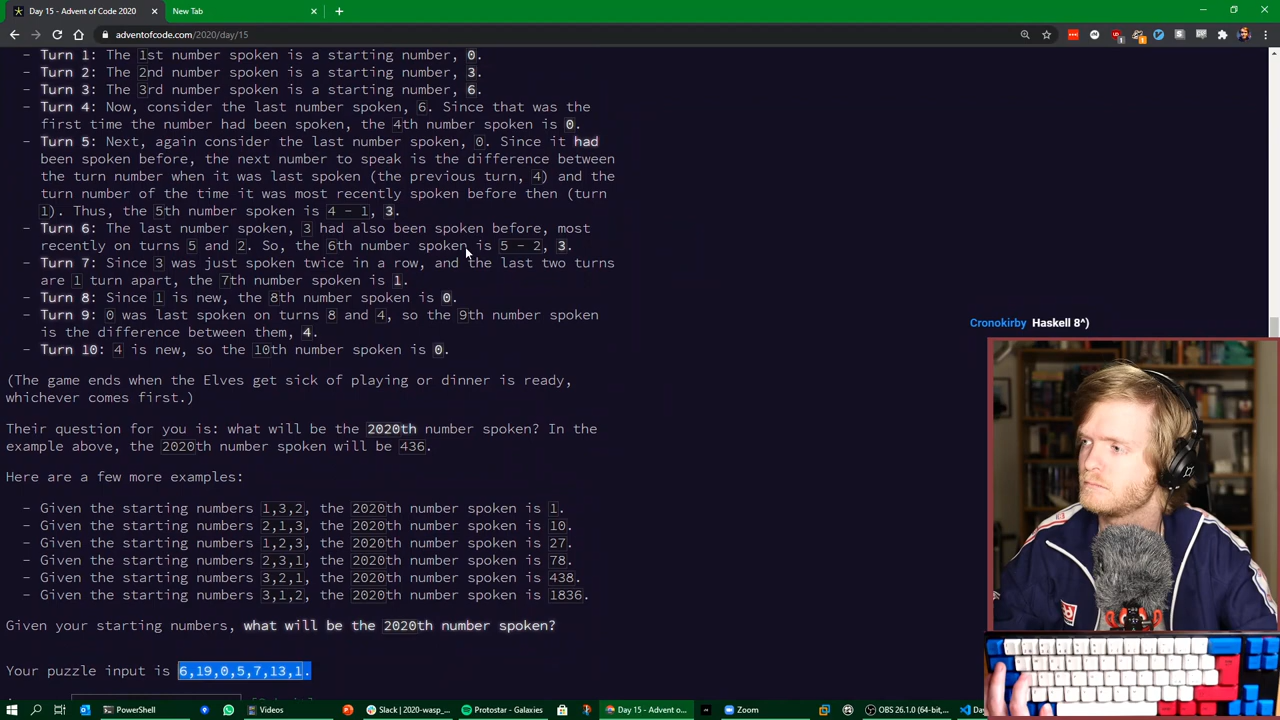 Day 15 - Advent of Code 2020
New Tab
adventofcode.com/2020/day/15
- Turn 1: The 1st number spoken is a starting number, 0.
- Turn 2: The 2nd number spoken is a starting number, 3.
- Turn 3: The 3rd number spoken is a starting number, 6.
- Turn 4: Now, consider the last number spoken, 6. Since that was the
first time the number had been spoken, the 4th number spoken is 0.
- Turn 5: Next, again consider the last number spoken, 0. Since it had
been spoken before, the next number to speak is the difference between
the turn number when it was last spoken (the previous turn, 4) and the
turn number of the time it was most recently spoken before then (turn
1). Thus, the 5th number spoken is 4 - 1, 3.
- Turn 6: The last number spoken, 3 had also been spoken before, most
recently on turns 5 and 2. So, the 6th number spoken is 5 - 2, 3.
- Turn 7: Since 3 was just spoken twice in a row, and the last two turns
are 1 turn apart, the 7th number spoken is 1.
- Turn 8: Since 1 is new, the 8th number spoken is 0.
- Turn 9: 0 was last spoken on turns 8 and 4, so the 9th number spoken
is the difference between them, 4.
- Turn 10: 4 is new, so the 10th number spoken is 0.
Cronokirby Haskell 8^)
(The game ends when the Elves get sick of playing or dinner is ready,
whichever comes first.)
Their question for you is: what will be the 2020th number spoken? In the
example above, the 2020th number spoken will be 436.
Here are a few more examples:
- Given the starting numbers 1,3,2, the 2020th number spoken is 1.
- Given the starting numbers 2,1,3, the 2020th number spoken is 10.
- Given the starting numbers 1,2,3, the 2020th number spoken is 27.
- Given the starting numbers 2,3,1, the 2020th number spoken is 78.
- Given the starting numbers 3,2,1, the 2020th number spoken is 438.
- Given the starting numbers 3,1,2, the 2020th number spoken is 1836.
Given your starting numbers, what will be the 2020th number spoken?
Your puzzle input is 6,19,0,5,7,13,1.
PowerShell
Videos
Slack | 2020-wasp_...
Protostar - Galaxies
Day 15 - Advent o...
Zoom
OBS 26.1.0 (64-bit,...